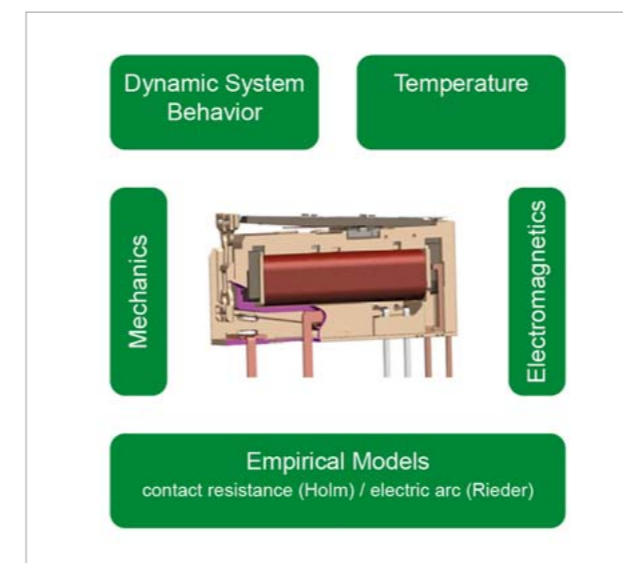 Dynamic System
Behavior
Temperature
Mechanics
Electromagnetics
Empirical Models
contact resistance (Holm) / electric arc (Rieder)